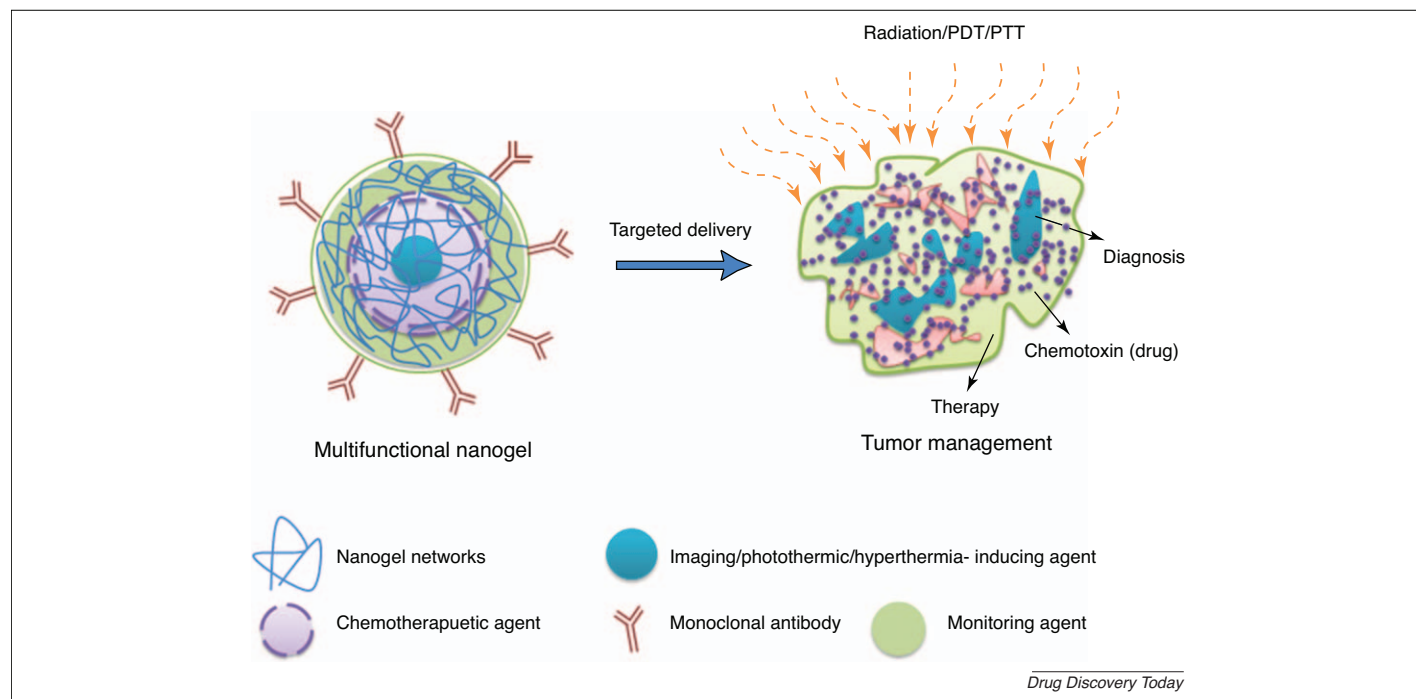 Radiation/PDT/PTT
Targeted delivery
Diagnosis
Chemotoxin (drug)
Therapy
Multifunctional nanogel
Tumor management
Nanogel networks
Imaging/photothermic/hyperthermia- inducing agent
Chemotherapuetic agent
Monoclonal antibody
Monitoring agent
Drug Discovery Today